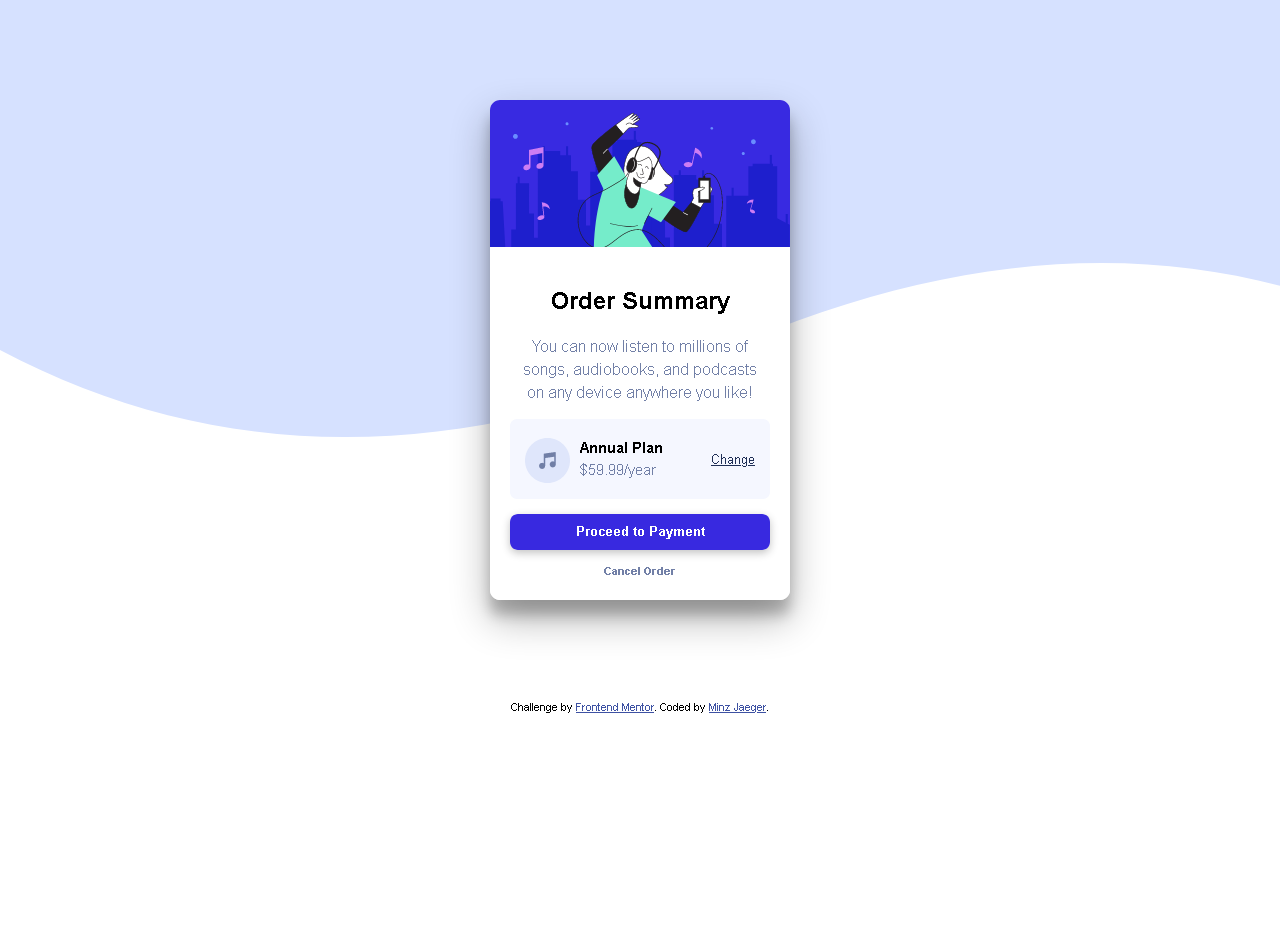 Order Summary
You can now listen to millions of
songs, audiobooks, and podcasts
on any device anywhere you like!
Annual Plan
$59.99/year
Change
Proceed to Payment
Cancel Order
Challenge by Frontend Mentor. Coded by Minz Jaeger.